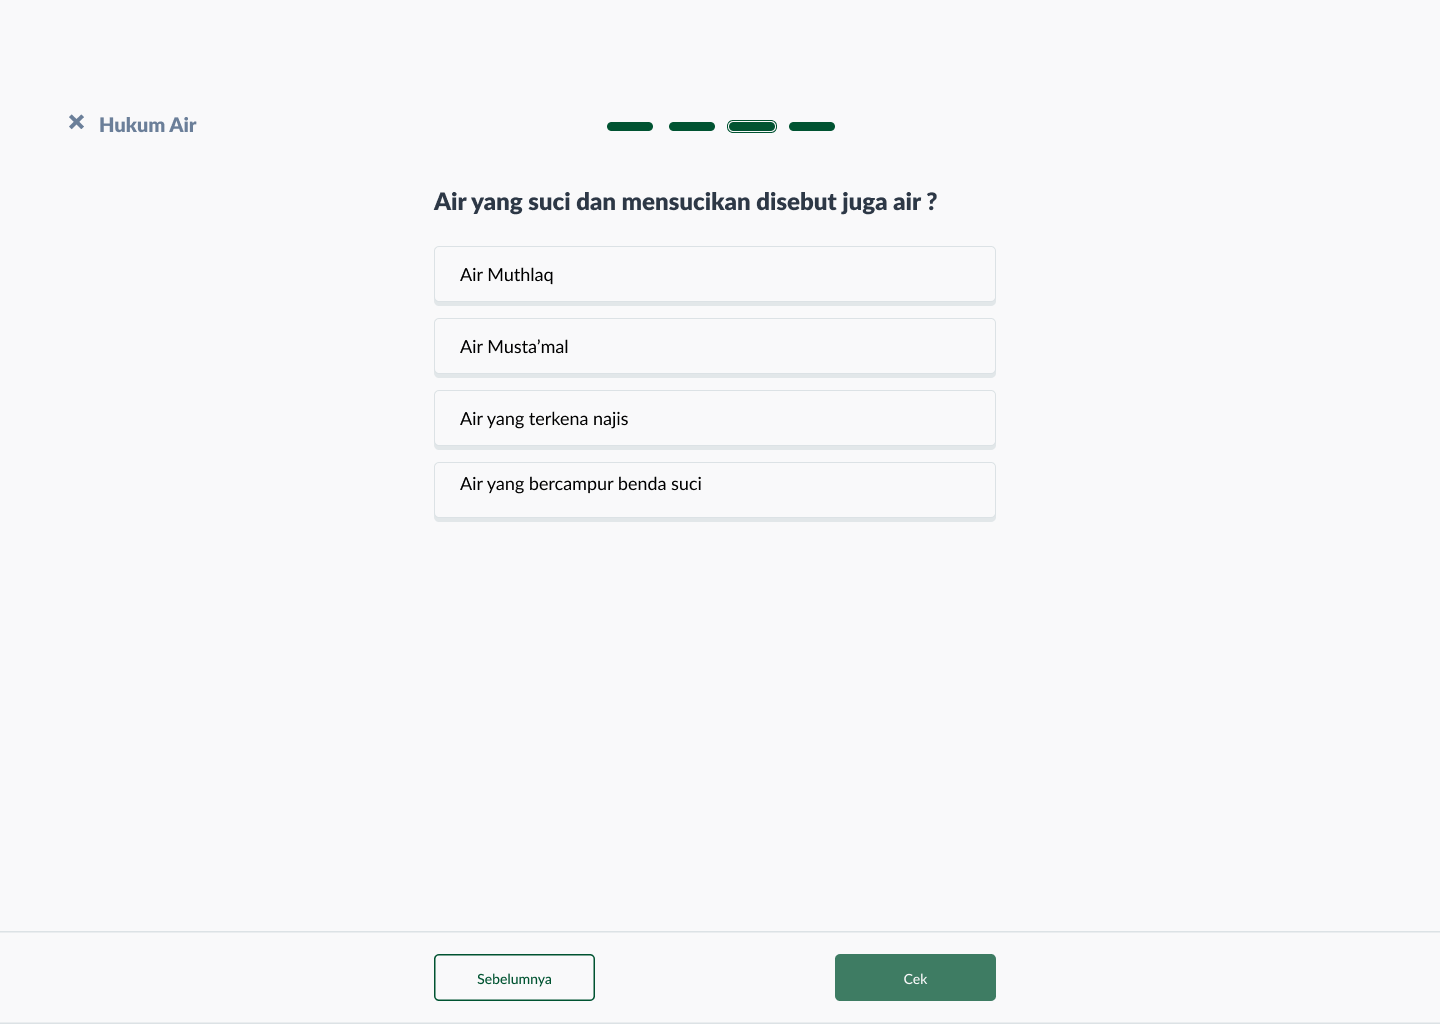 Hukum Air
Air yang suci dan mensucikan disebut juga air ?
Air Muthlaq
Air Musta’mal
Air yang terkena najis
Air yang bercampur benda suci
Sebelumnya
Cek